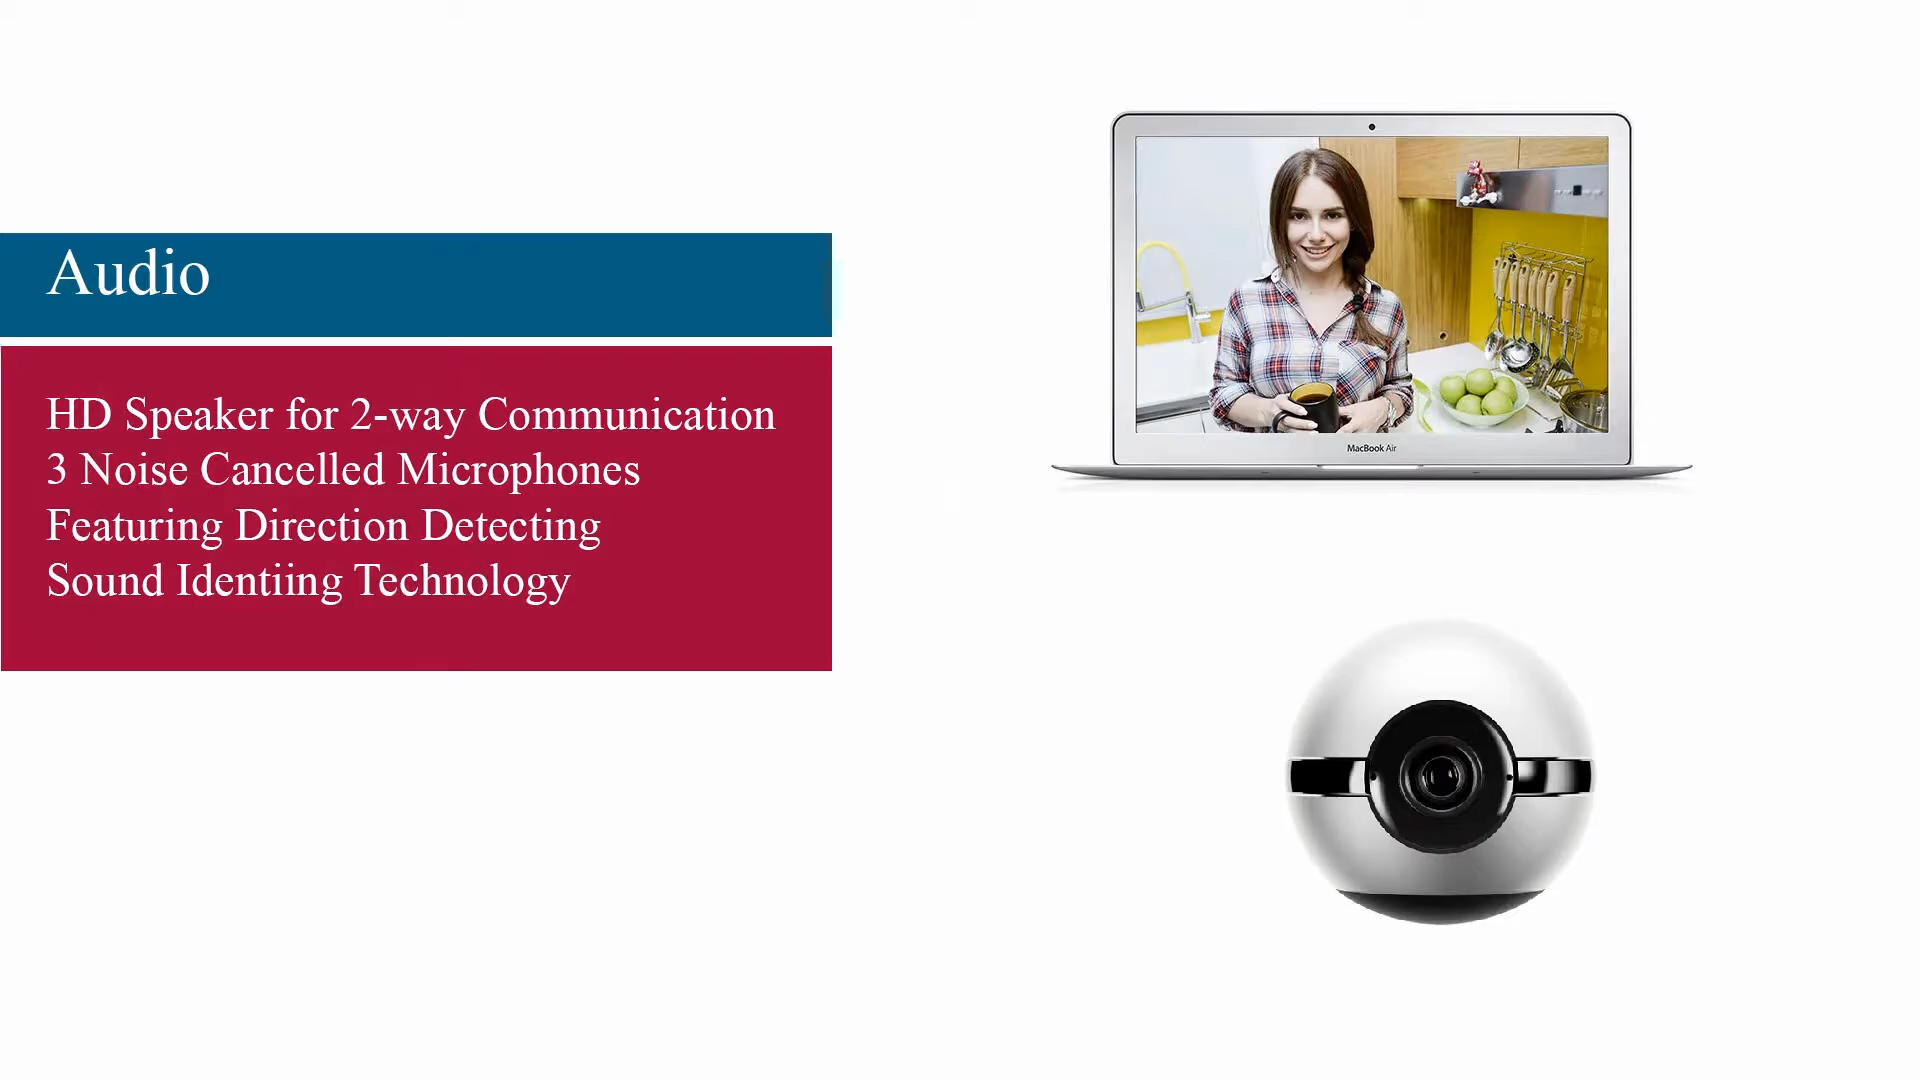 Audio
HD Speaker for 2-way Communication
3 Noise Cancelled Microphones
Featuring Direction Detecting
Sound Identiing Technology
MacBook Air